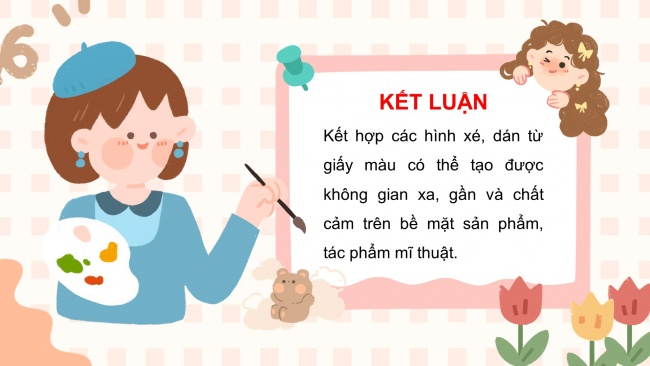 KẾT LUẬN
Kết hợp các hình xé, dán từ
giấy màu có thể tạo được
không gian xa, gần và chất
cảm trên bề mặt sản phẩm,
tác phẩm mĩ thuật.